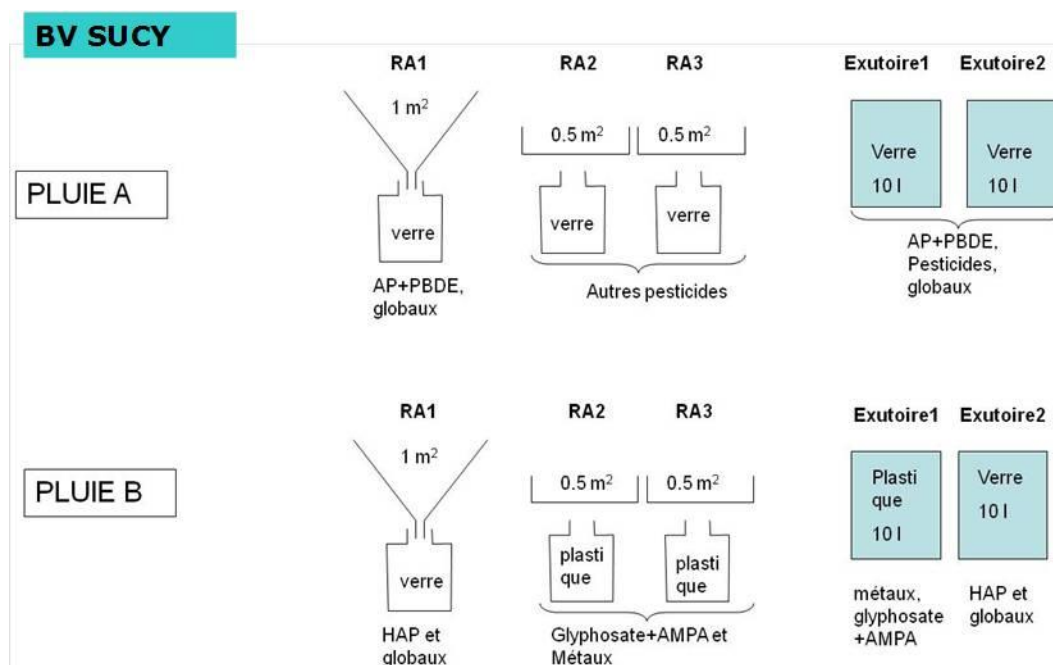 BV SUCY
RA1
RA2
RA3
Exutoire1
Exutoire2
1 m²
0.5 m²
0.5 m²
PLUIE A
verre
verre
verre
Verre
10 l
Verre
10 l
AP+PBDE,
globaux
Autres pesticides
AP+PBDE,
Pesticides,
globaux
RA1
RA2
RA3
Exutoire1
Exutoire2
1 m²
0.5 m²
0.5 m²
PLUIE B
verre
plasti
que
plasti
que
Plasti
que
10 l
Verre
10 l
HAP et
globaux
Glyphosate+AMPA et
Métaux
métaux,
glyphosate
+AMPA
HAP et
globaux